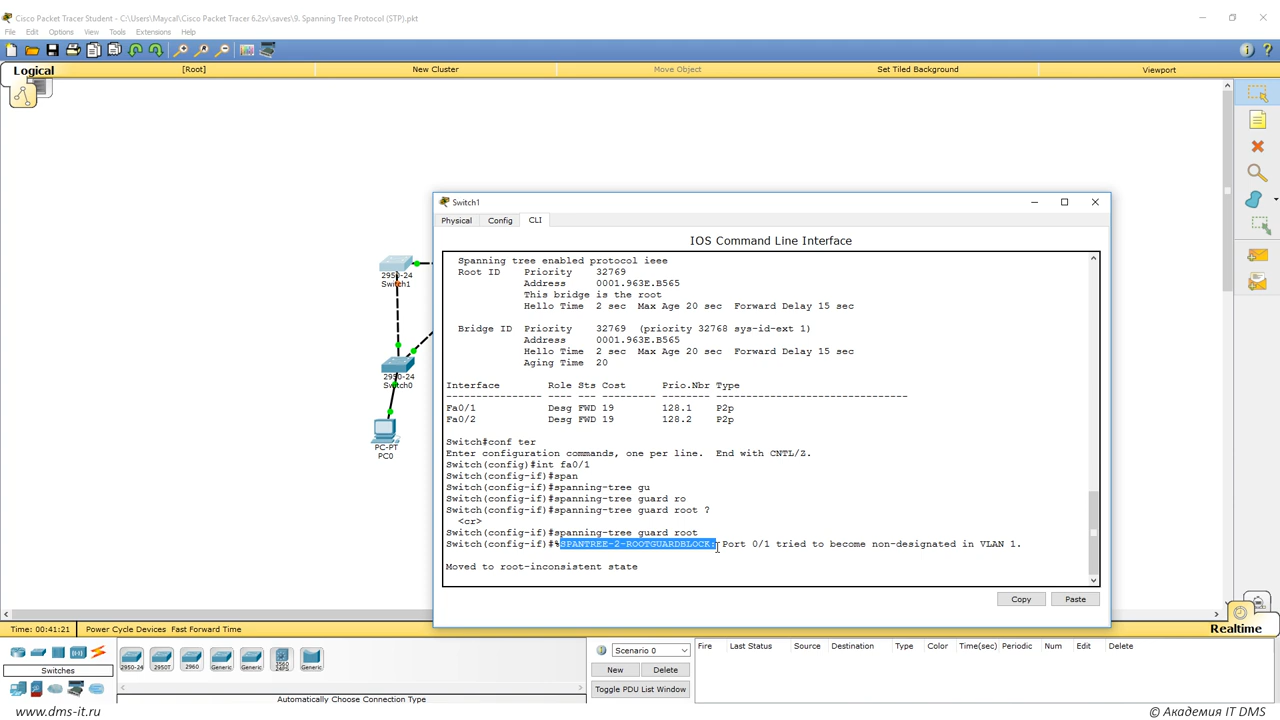 Cisco Packet Tracer Student - C:\Users\Maycal\Cisco Packet Tracer 6.2sv\saves\9. Spanning Tree Protocol (STP).pkt
File Edit Options View Tools Extensions Help
Logical [Root] New Cluster Move Object Set Tiled Background Viewport
Switch1
Physical Config CLI
IOS Command Line Interface
Spanning tree enabled protocol ieee
Root ID Priority 32769
Address 0001.963E.B565
This bridge is the root
Hello Time 2 sec Max Age 20 sec Forward Delay 15 sec
Bridge ID Priority 32769 (priority 32768 sys-id-ext 1)
Address 0001.963E.B565
Hello Time 2 sec Max Age 20 sec Forward Delay 15 sec
Aging Time 20
Interface Role Sts Cost Prio.Nbr Type
---------------- ---- --- --------- -------- --------------------------------
Fa0/1 Desg FWD 19 128.1 P2p
Fa0/2 Desg FWD 19 128.2 P2p
Switch#conf ter
Enter configuration commands, one per line. End with CNTL/Z.
Switch(config)#int fa0/1
Switch(config-if)#span
Switch(config-if)#spanning-tree gu
Switch(config-if)#spanning-tree guard ro
Switch(config-if)#spanning-tree guard root ?
<cr>
Switch(config-if)#spanning-tree guard root
Switch(config-if)#%SPANTREE-2-ROOTGUARDBLOCK: Port 0/1 tried to become non-designated in VLAN 1.
Moved to root-inconsistent state
Copy Paste
2950-24
Switch1
2950-24
Switch0
PC-PT
PC0
Time: 00:41:21 Power Cycle Devices Fast Forward Time Realtime
Switches
2950-24 2950T 2960 Generic Generic 3560 Generic
Automatically Choose Connection Type
Scenario 0
New Delete
Toggle PDU List Window
Fire Last Status Source Destination Type Color Time(sec) Periodic Num Edit Delete
www.dms-it.ru
© Академия IT DMS